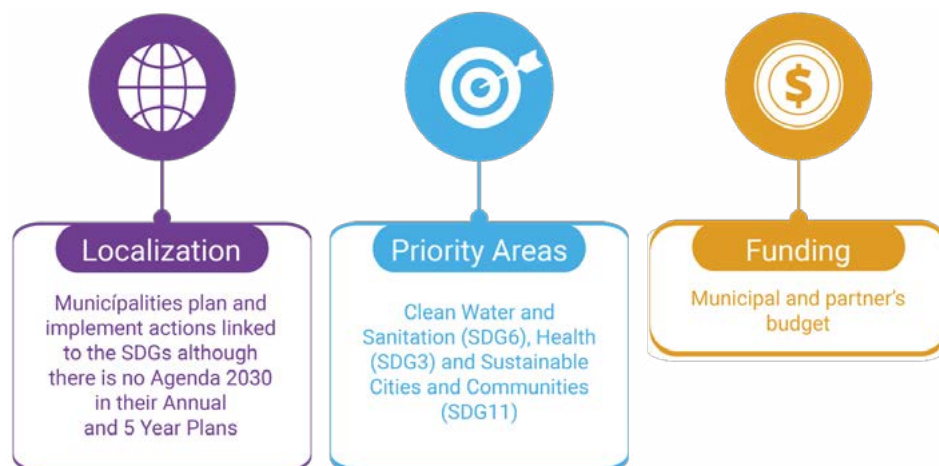 $
Localization
Municípalities plan and
implement actions linked
to the SDGs although
there is no Agenda 2030
in their Annual
and 5 Year Plans
Priority Areas
Clean Water and
Sanitation (SDG6), Health
(SDG3) and Sustainable
Cities and Communities
(SDG11)
Funding
Municipal and partner's
budget